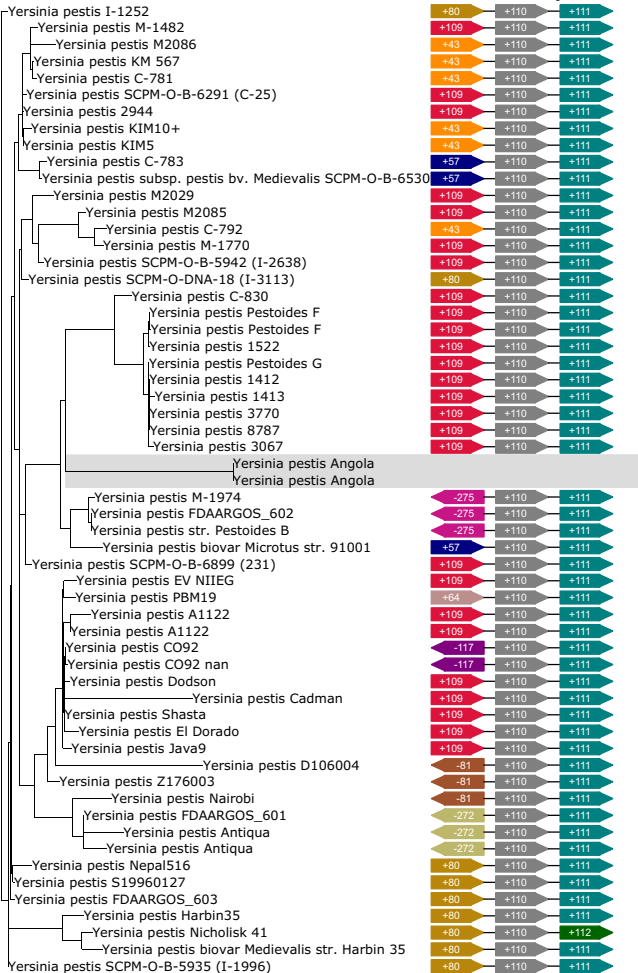 Yersinia pestis I-1252 +80 +110 +111
Yersinia pestis M-1482 +109 +110 +111
Yersinia pestis M2086 +43 +110 +111
Yersinia pestis KM 567 +43 +110 +111
Yersinia pestis C-781 +43 +110 +111
Yersinia pestis SCPM-O-B-6291 (C-25) +109 +110 +111
Yersinia pestis 2944 +109 +110 +111
Yersinia pestis KIM10+ +43 +110 +111
Yersinia pestis KIM5 +43 +110 +111
Yersinia pestis C-783 +57 +110 +111
Yersinia pestis subsp. pestis bv. Medievalis SCPM-O-B-6530 +57 +110 +111
Yersinia pestis M2029 +109 +110 +111
Yersinia pestis M2085 +109 +110 +111
Yersinia pestis C-792 +43 +110 +111
Yersinia pestis M-1770 +109 +110 +111
Yersinia pestis SCPM-O-B-5942 (I-2638) +109 +110 +111
Yersinia pestis SCPM-O-DNA-18 (I-3113) +80 +110 +111
Yersinia pestis C-830 +109 +110 +111
Yersinia pestis Pestoides F +109 +110 +111
Yersinia pestis Pestoides F +109 +110 +111
Yersinia pestis 1522 +109 +110 +111
Yersinia pestis Pestoides G +109 +110 +111
Yersinia pestis 1412 +109 +110 +111
Yersinia pestis 1413 +109 +110 +111
Yersinia pestis 3770 +109 +110 +111
Yersinia pestis 8787 +109 +110 +111
Yersinia pestis 3067 +109 +110 +111
Yersinia pestis Angola
Yersinia pestis Angola
Yersinia pestis M-1974 -275 +110 +111
Yersinia pestis FDAARGOS_602 -275 +110 +111
Yersinia pestis str. Pestoides B -275 +110 +111
Yersinia pestis biovar Microtus str. 91001 +57 +110 +111
Yersinia pestis SCPM-O-B-6899 (231) +109 +110 +111
Yersinia pestis EV NIIEG +109 +110 +111
Yersinia pestis PBM19 +64 +110 +111
Yersinia pestis A1122 +109 +110 +111
Yersinia pestis A1122 +109 +110 +111
Yersinia pestis CO92 -117 +110 +111
Yersinia pestis CO92 nan -117 +110 +111
Yersinia pestis Dodson +109 +110 +111
Yersinia pestis Cadman +109 +110 +111
Yersinia pestis Shasta +109 +110 +111
Yersinia pestis El Dorado +109 +110 +111
Yersinia pestis Java9 +109 +110 +111
Yersinia pestis D106004 -81 +110 +111
Yersinia pestis Z176003 -81 +110 +111
Yersinia pestis Nairobi -81 +110 +111
Yersinia pestis FDAARGOS_601 -272 +110 +111
Yersinia pestis Antiqua -272 +110 +111
Yersinia pestis Antiqua -272 +110 +111
Yersinia pestis Nepal516 +80 +110 +111
Yersinia pestis S19960127 +80 +110 +111
Yersinia pestis FDAARGOS_603 +80 +110 +111
Yersinia pestis Harbin35 +80 +110 +111
Yersinia pestis Nicholisk 41 +80 +110 +112
Yersinia pestis biovar Medievalis str. Harbin 35 +80 +110 +111
Yersinia pestis SCPM-O-B-5935 (I-1996) +80 +110 +111